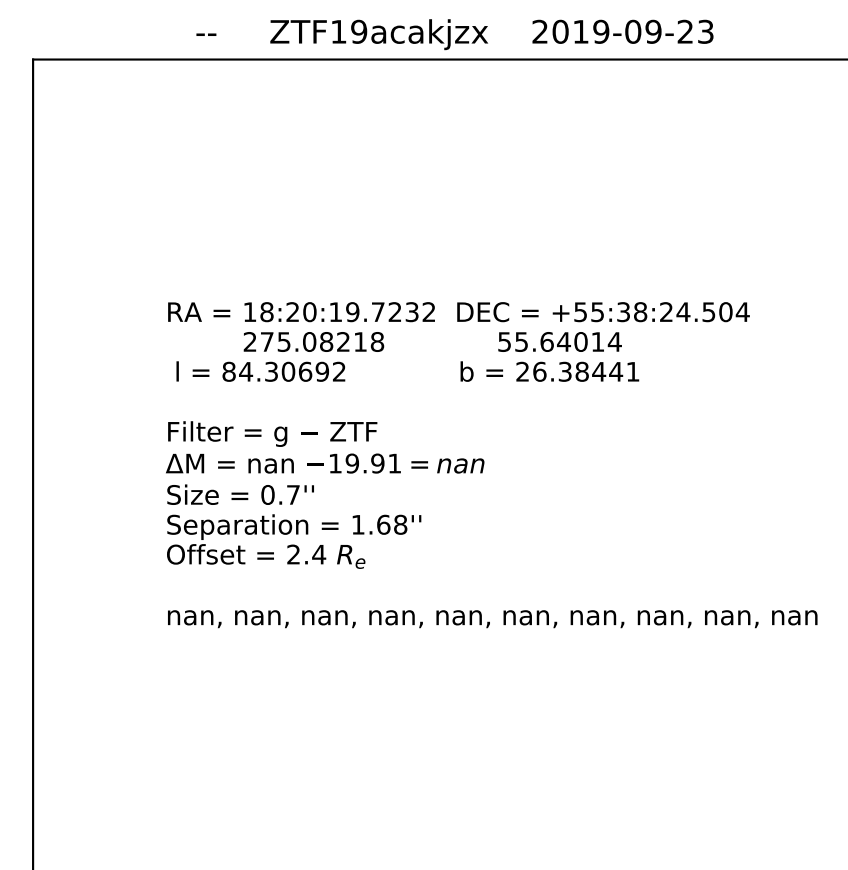 -- ZTF19acakjzx 2019-09-23
RA = 18:20:19.7232 DEC = +55:38:24.504
275.08218 55.64014
l = 84.30692 b = 26.38441
Filter = g − ZTF
ΔM = nan −19.91 = nan
Size = 0.7''
Separation = 1.68''
Offset = 2.4 Re
nan, nan, nan, nan, nan, nan, nan, nan, nan, nan